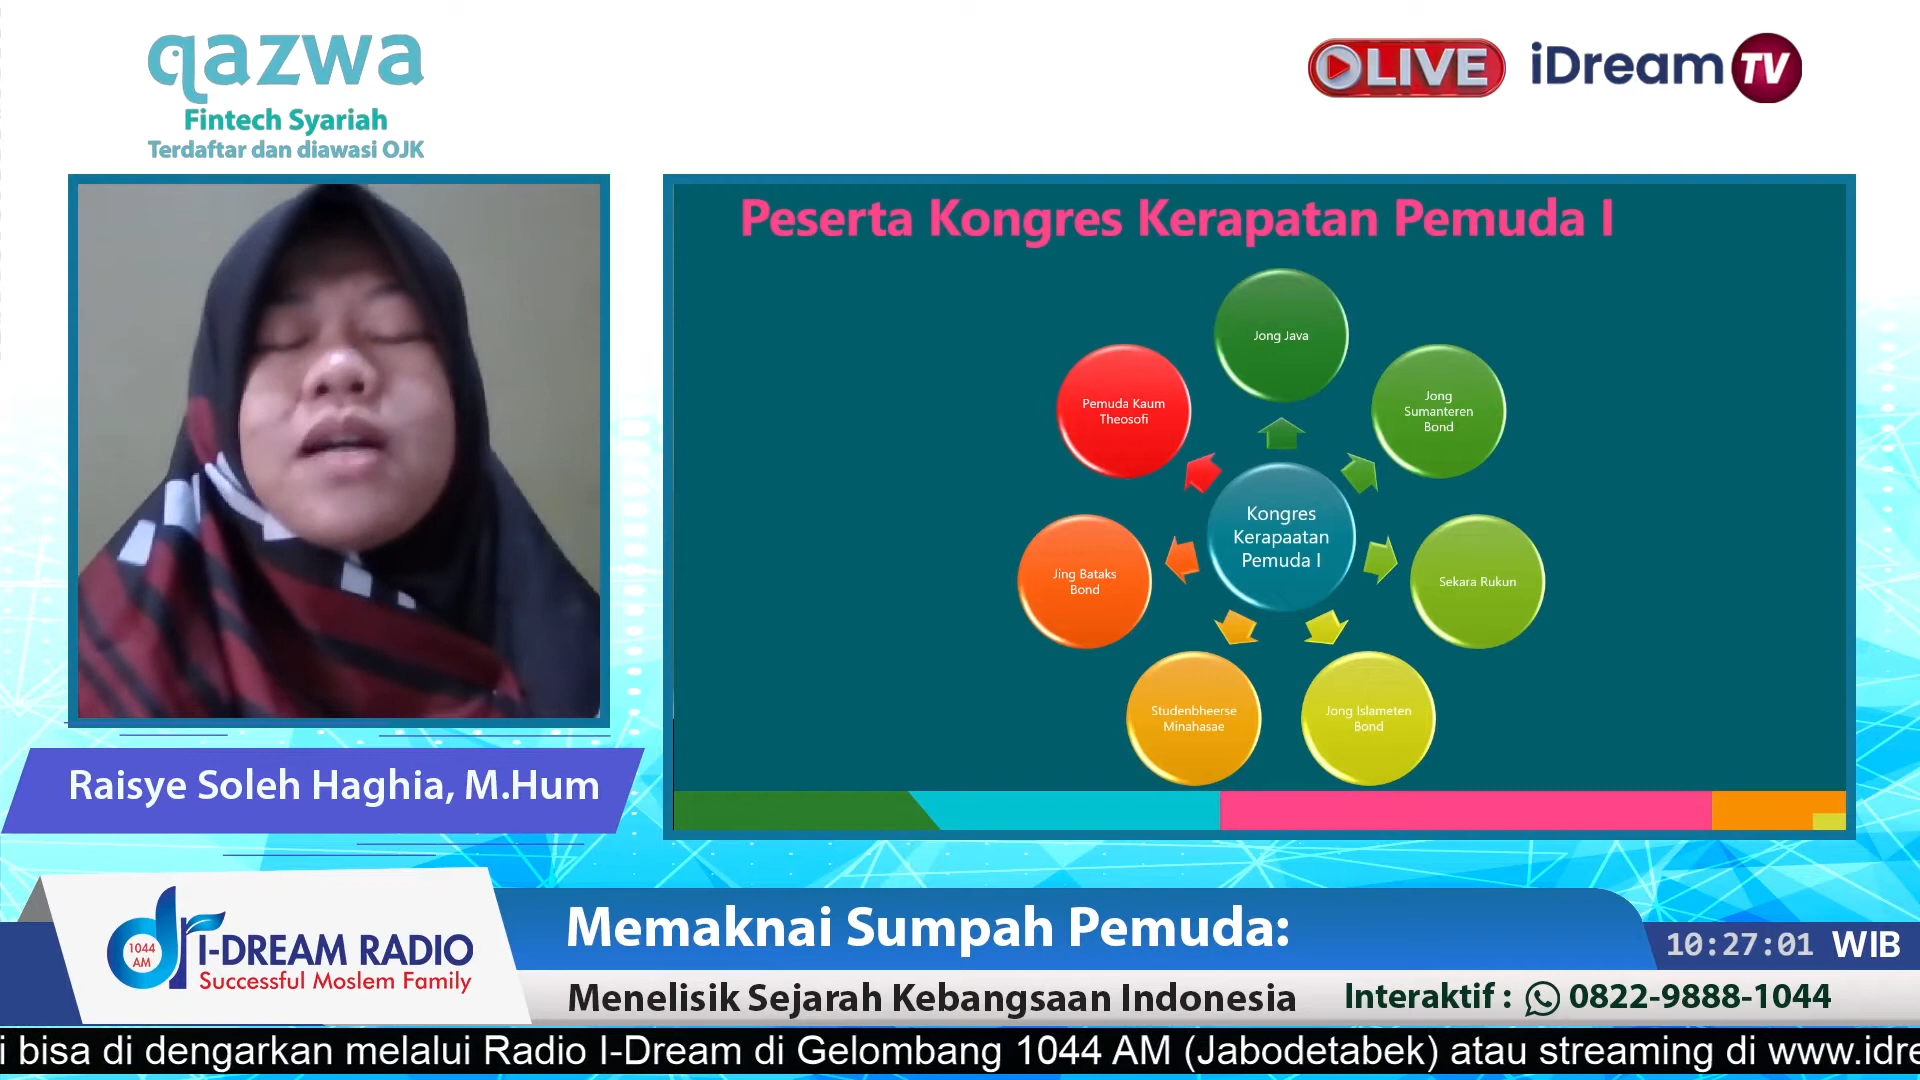 qazwa
Fintech Syariah
Terdaftar dan diawasi OJK
LIVE
iDream TV
Peserta Kongres Kerapatan Pemuda I
Jong Java
Jong
Sumanteren
Bond
Sekara Rukun
Jong Islameten
Bond
Studenbheerse
Minahasae
Jing Bataks
Bond
Pemuda Kaum
Theosofi
Kongres
Kerapaatan
Pemuda I
Raisye Soleh Haghia, M.Hum
dr
1044
AM
I-DREAM RADIO
Successful Moslem Family
Memaknai Sumpah Pemuda:
Menelisik Sejarah Kebangsaan Indonesia
10:27:01 WIB
Interaktif : 0822-9888-1044
i bisa di dengarkan melalui Radio I-Dream di Gelombang 1044 AM (Jabodetabek) atau streaming di www.idre